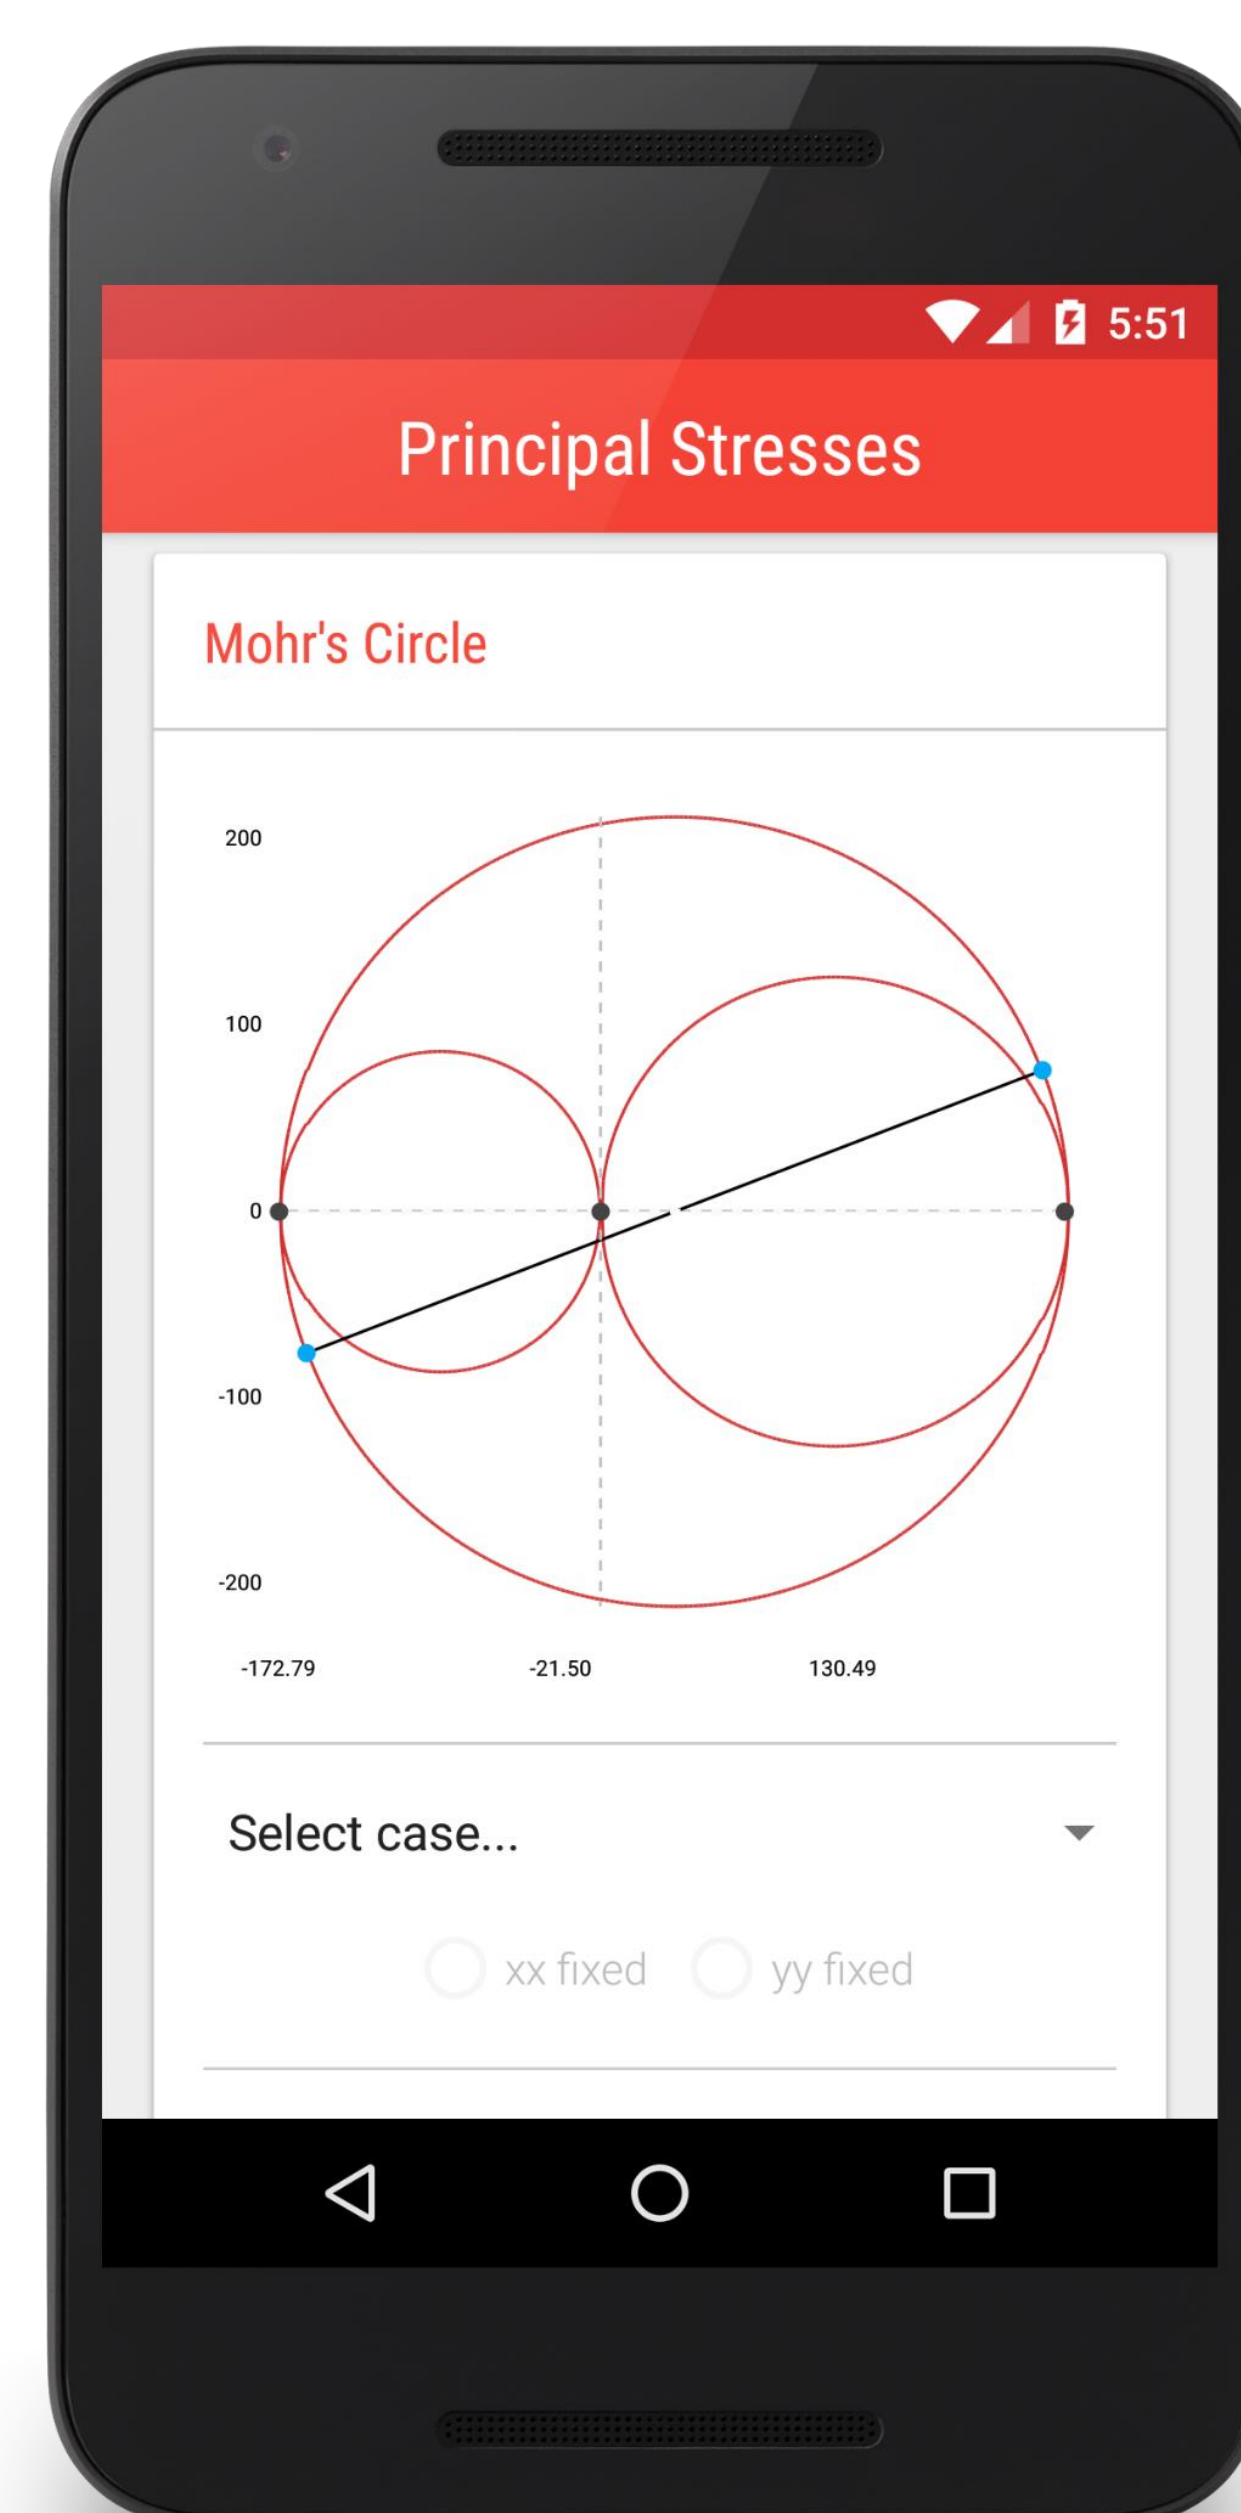 5:51
Principal Stresses
Mohr's Circle
200
100
0
-100
-200
-172.79 -21.50 130.49
Select case...
xx fixed yy fixed